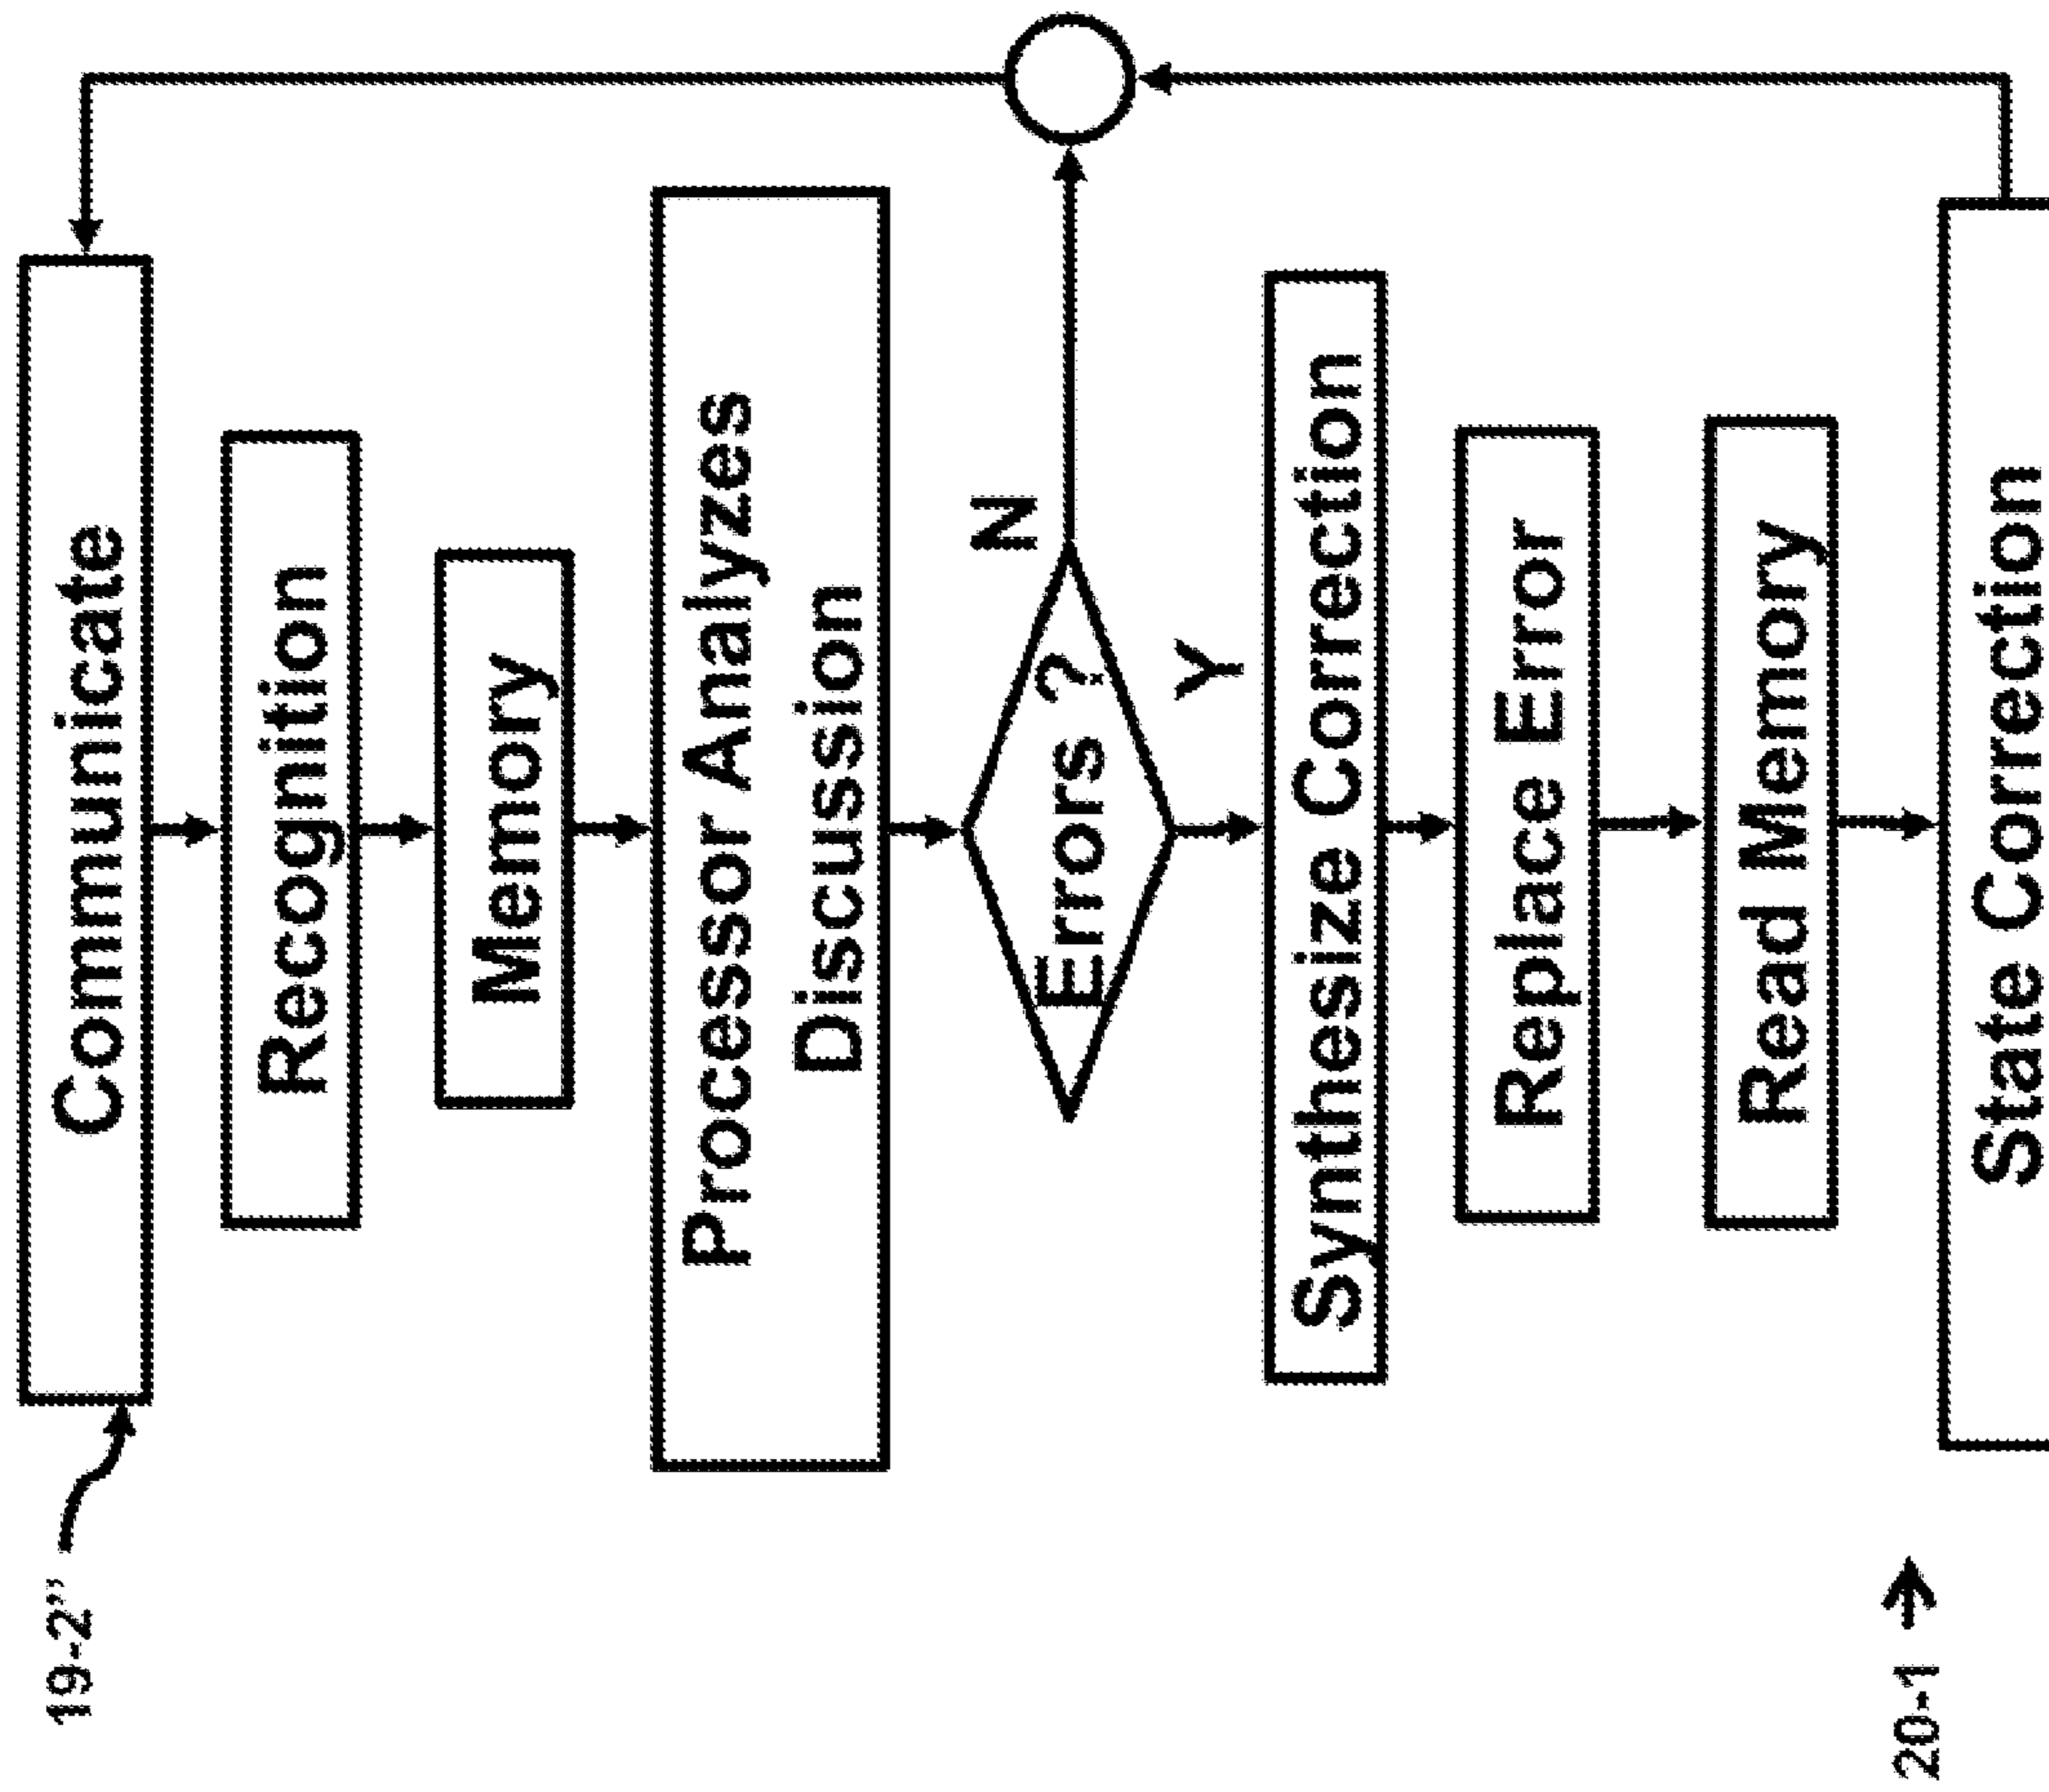 19-2”
Communicate
Recognition
Memory
Processor Analyzes
Discussion
Errors ?
N
Y
Synthesize Correction
Replace Error
Read Memory
20-1
State Correction